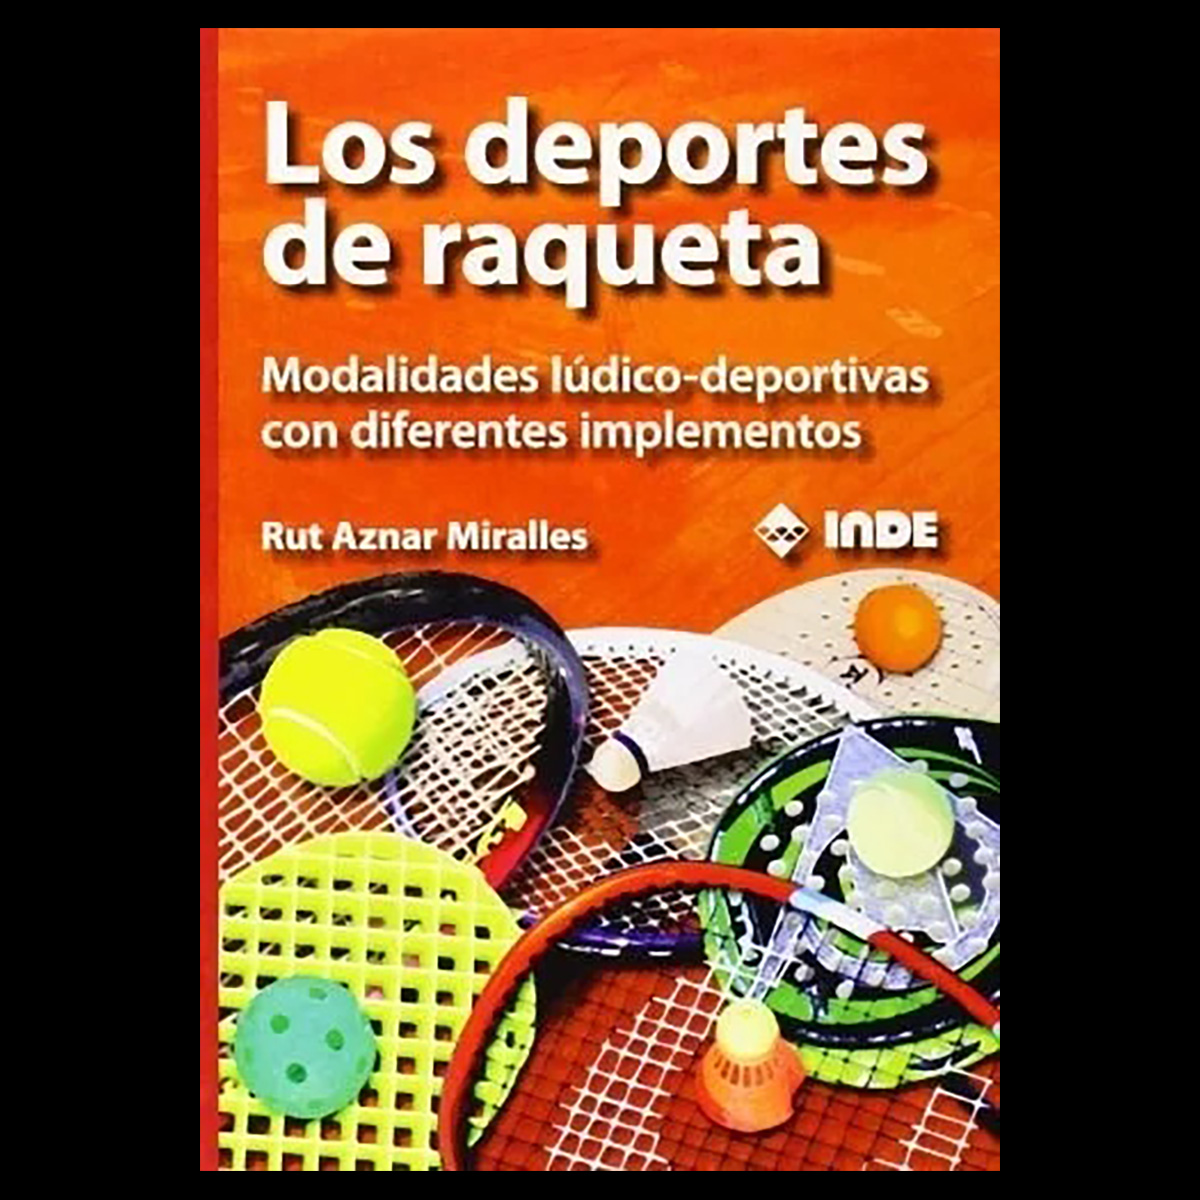 Los deportes
de raqueta
Modalidades lúdico-deportivas
con diferentes implementos
Rut Aznar Miralles
INDE